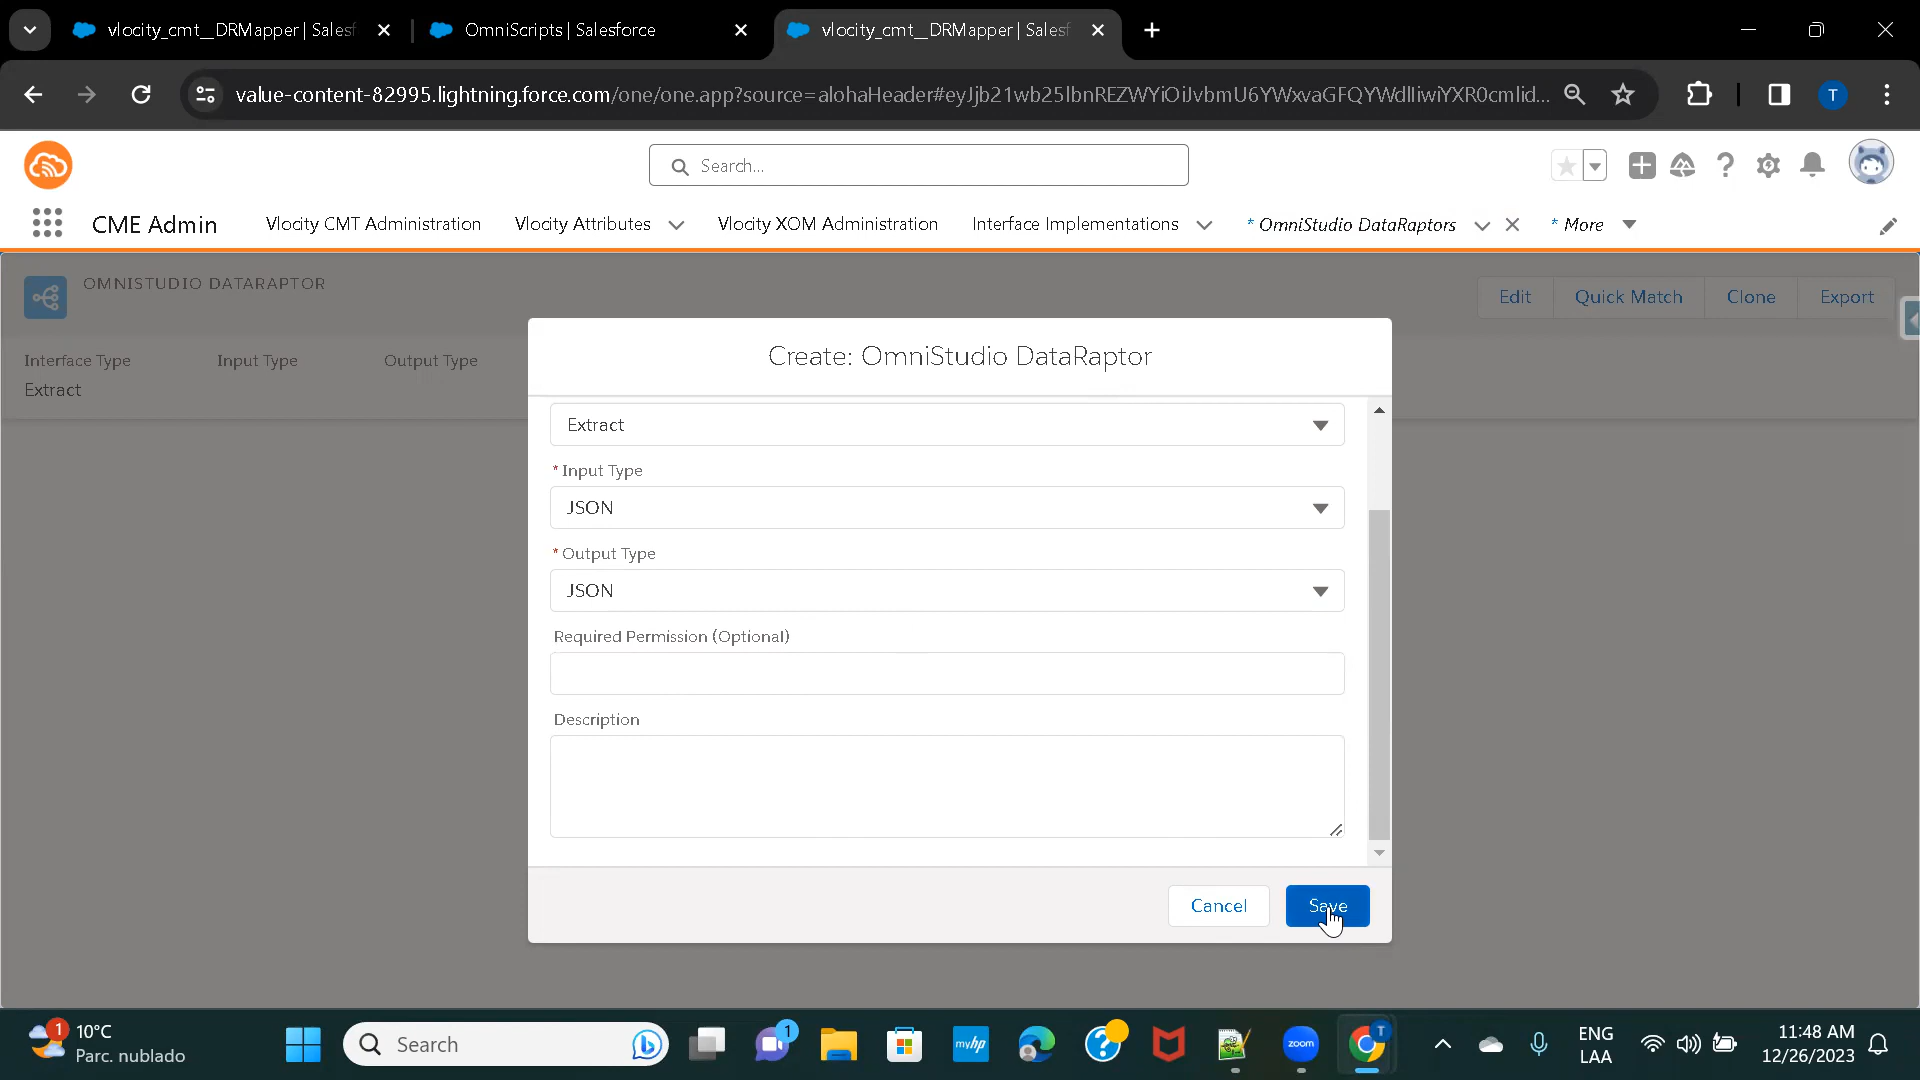 vlocity_cmt__DRMapper | Salesf
OmniScripts | Salesforce
vlocity_cmt__DRMapper | Salesf
value-content-82995.lightning.force.com/one/one.app?source=alohaHeader#eyJjb21wb25lbnREZWYiOiJvbmU6YWxvaGFQYWdlIiwiYXR0cmlid...
T
Search...
CME Admin
Vlocity CMT Administration
Vlocity Attributes
Vlocity XOM Administration
Interface Implementations
* OmniStudio DataRaptors
* More
OMNISTUDIO DATARAPTOR
Edit
Quick Match
Clone
Export
Interface Type
Input Type
Output Type
Extract
Create: OmniStudio DataRaptor
Extract
* Input Type
JSON
* Output Type
JSON
Required Permission (Optional)
Description
Cancel
Save
1
10°C
Parc. nublado
Search
1
myhp
zoom
T
ENG
LAA
11:48 AM
12/26/2023